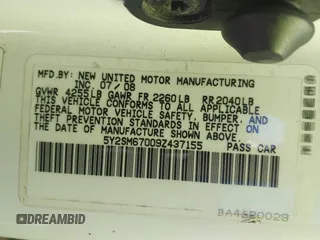 MFD.BY: NEW UNITED MOTOR MANUFACTURING
INC. 07/08
GVWR 4255LB GAWR FR 2260LB RR2040LB
THIS VEHICLE CONFORMS TO ALL APPLICABLE
FEDERAL MOTOR VEHICLE SAFETY, BUMPER, AND
THEFT PREVENTION STANDARDS IN EFFECT ON
THE DATE OF MANUFACTURE SHOWN ABOVE.
5Y2SM67009Z437155 PASS CAR
BA4690028
DREAMBID